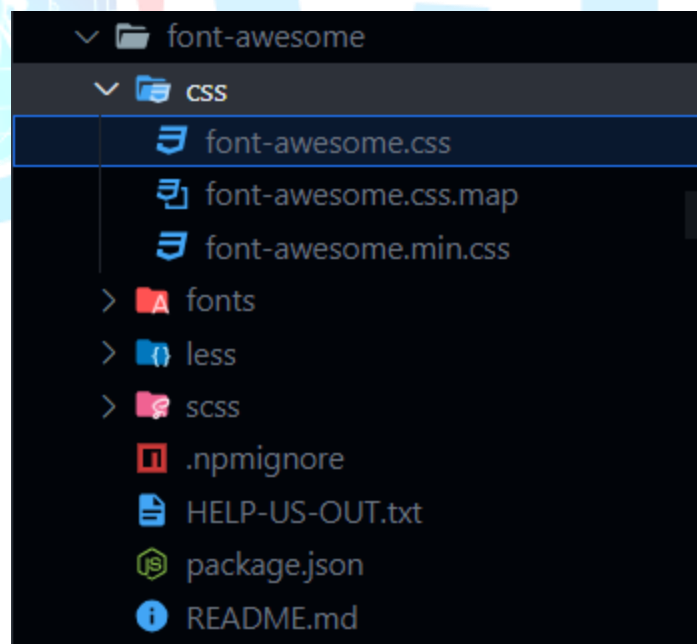 font-awesome
css
font-awesome.css
font-awesome.css.map
font-awesome.min.css
fonts
less
scss
.npmignore
HELP-US-OUT.txt
package.json
README.md